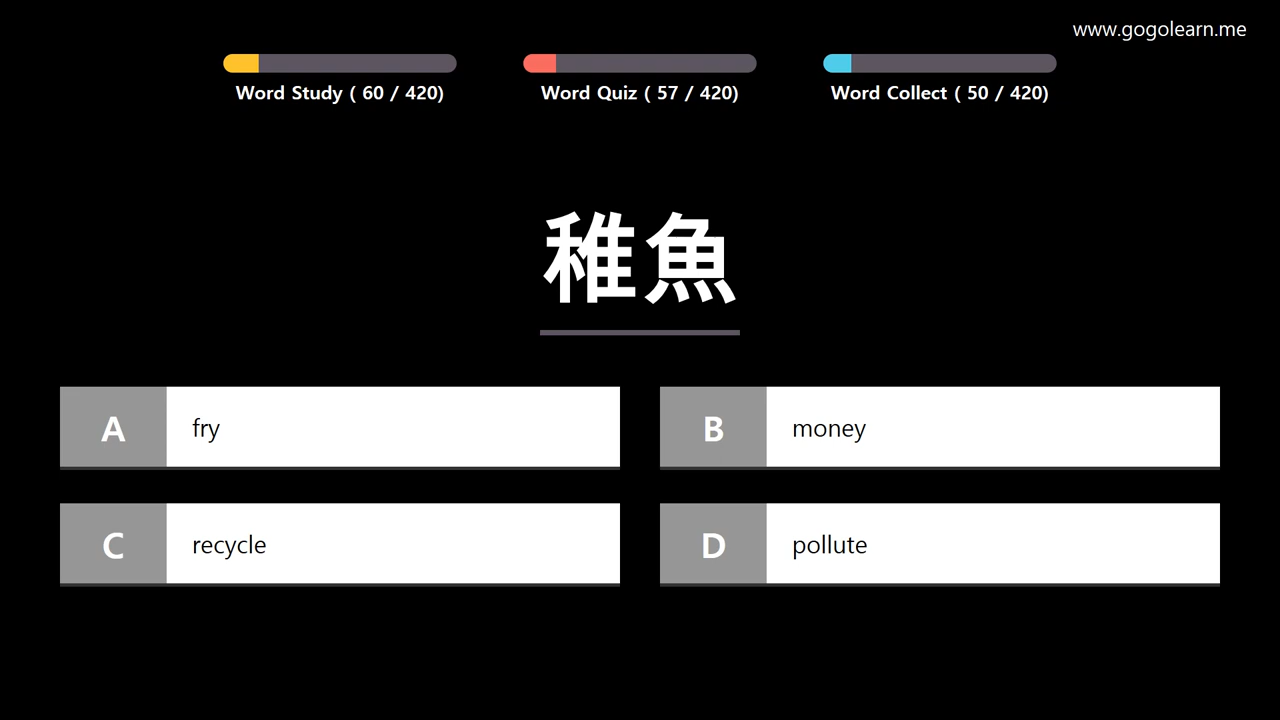 www.gogolearn.me
Word Study ( 60 / 420)
Word Quiz ( 57 / 420)
Word Collect ( 50 / 420)
稚魚
A fry
B money
C recycle
D pollute